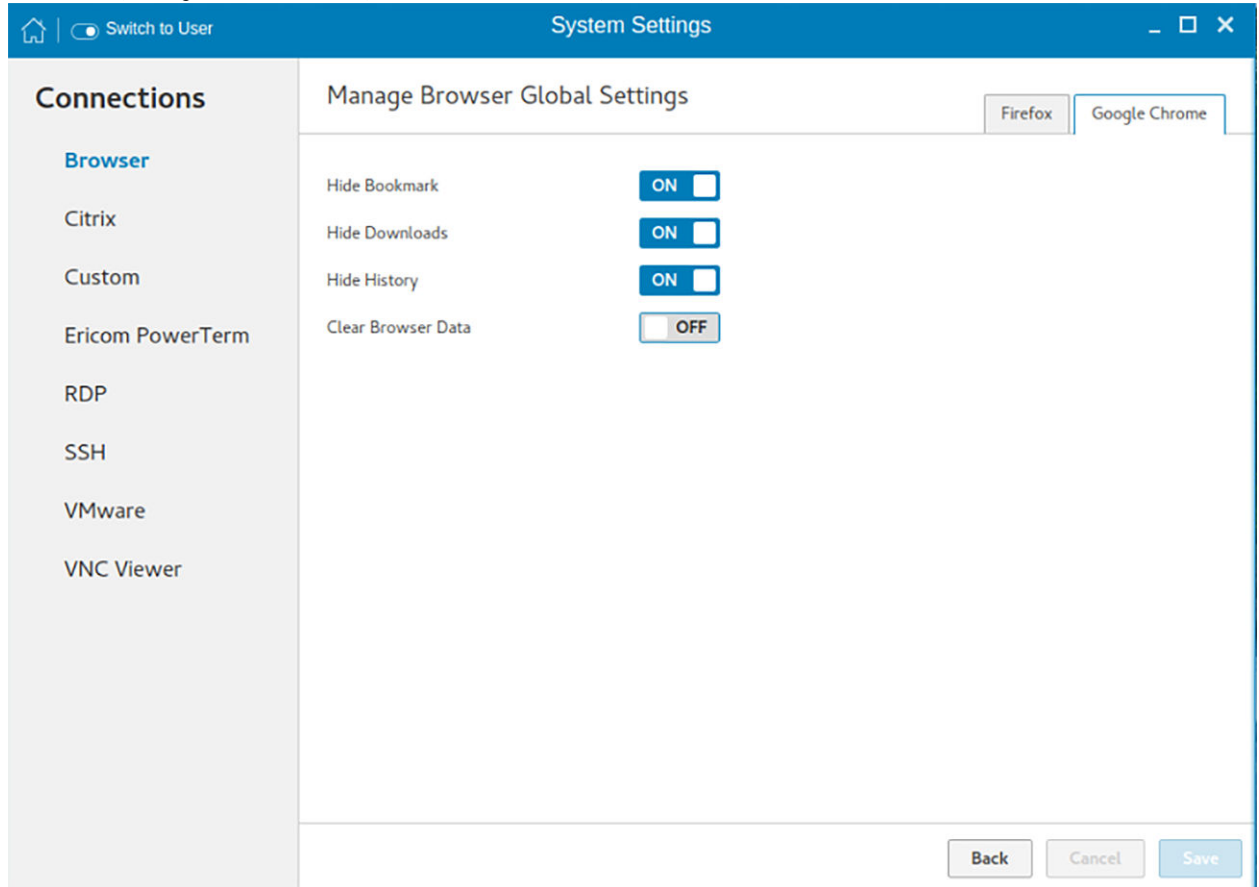 Switch to User
System Settings
Connections
Manage Browser Global Settings
Firefox
Google Chrome
Browser
Citrix
Custom
Ericom PowerTerm
RDP
SSH
VMware
VNC Viewer
Hide Bookmark ON
Hide Downloads ON
Hide History ON
Clear Browser Data OFF
Back
Cancel
Save